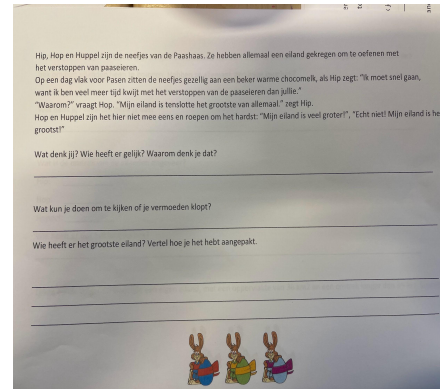 Hip, Hop en Huppel zijn de neefjes van de Paashaas. Ze hebben allemaal een eiland gekregen om te oefenen met
het verstoppen van paaseieren.
Op een dag vlak voor Pasen zitten de neefjes gezellig aan een beker warme chocomelk, als Hip zegt: "Ik moet snel gaan,
want ik ben veel meer tijd kwijt met het verstoppen van de paaseieren dan jullie."
"Waarom?" vraagt Hop. "Mijn eiland is tenslotte het grootste van allemaal." zegt Hip.
Hop en Huppel zijn het hier niet mee eens en roepen om het hardst: "Mijn eiland is veel groter!", "Echt niet! Mijn eiland is he
grootst!"
Wat denk jij? Wie heeft er gelijk? Waarom denk je dat?
Wat kun je doen om te kijken of je vermoeden klopt?
Wie heeft er het grootste eiland? Vertel hoe je het hebt aangepakt.